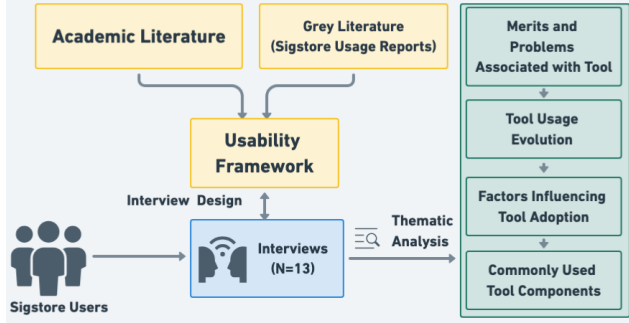 Academic Literature
Grey Literature
(Sigstore Usage Reports)
Usability
Framework
Interview Design
Sigstore Users
Interviews
(N=13)
Thematic
Analysis
Merits and
Problems
Associated with Tool
Tool Usage
Evolution
Factors Influencing
Tool Adoption
Commonly Used
Tool Components